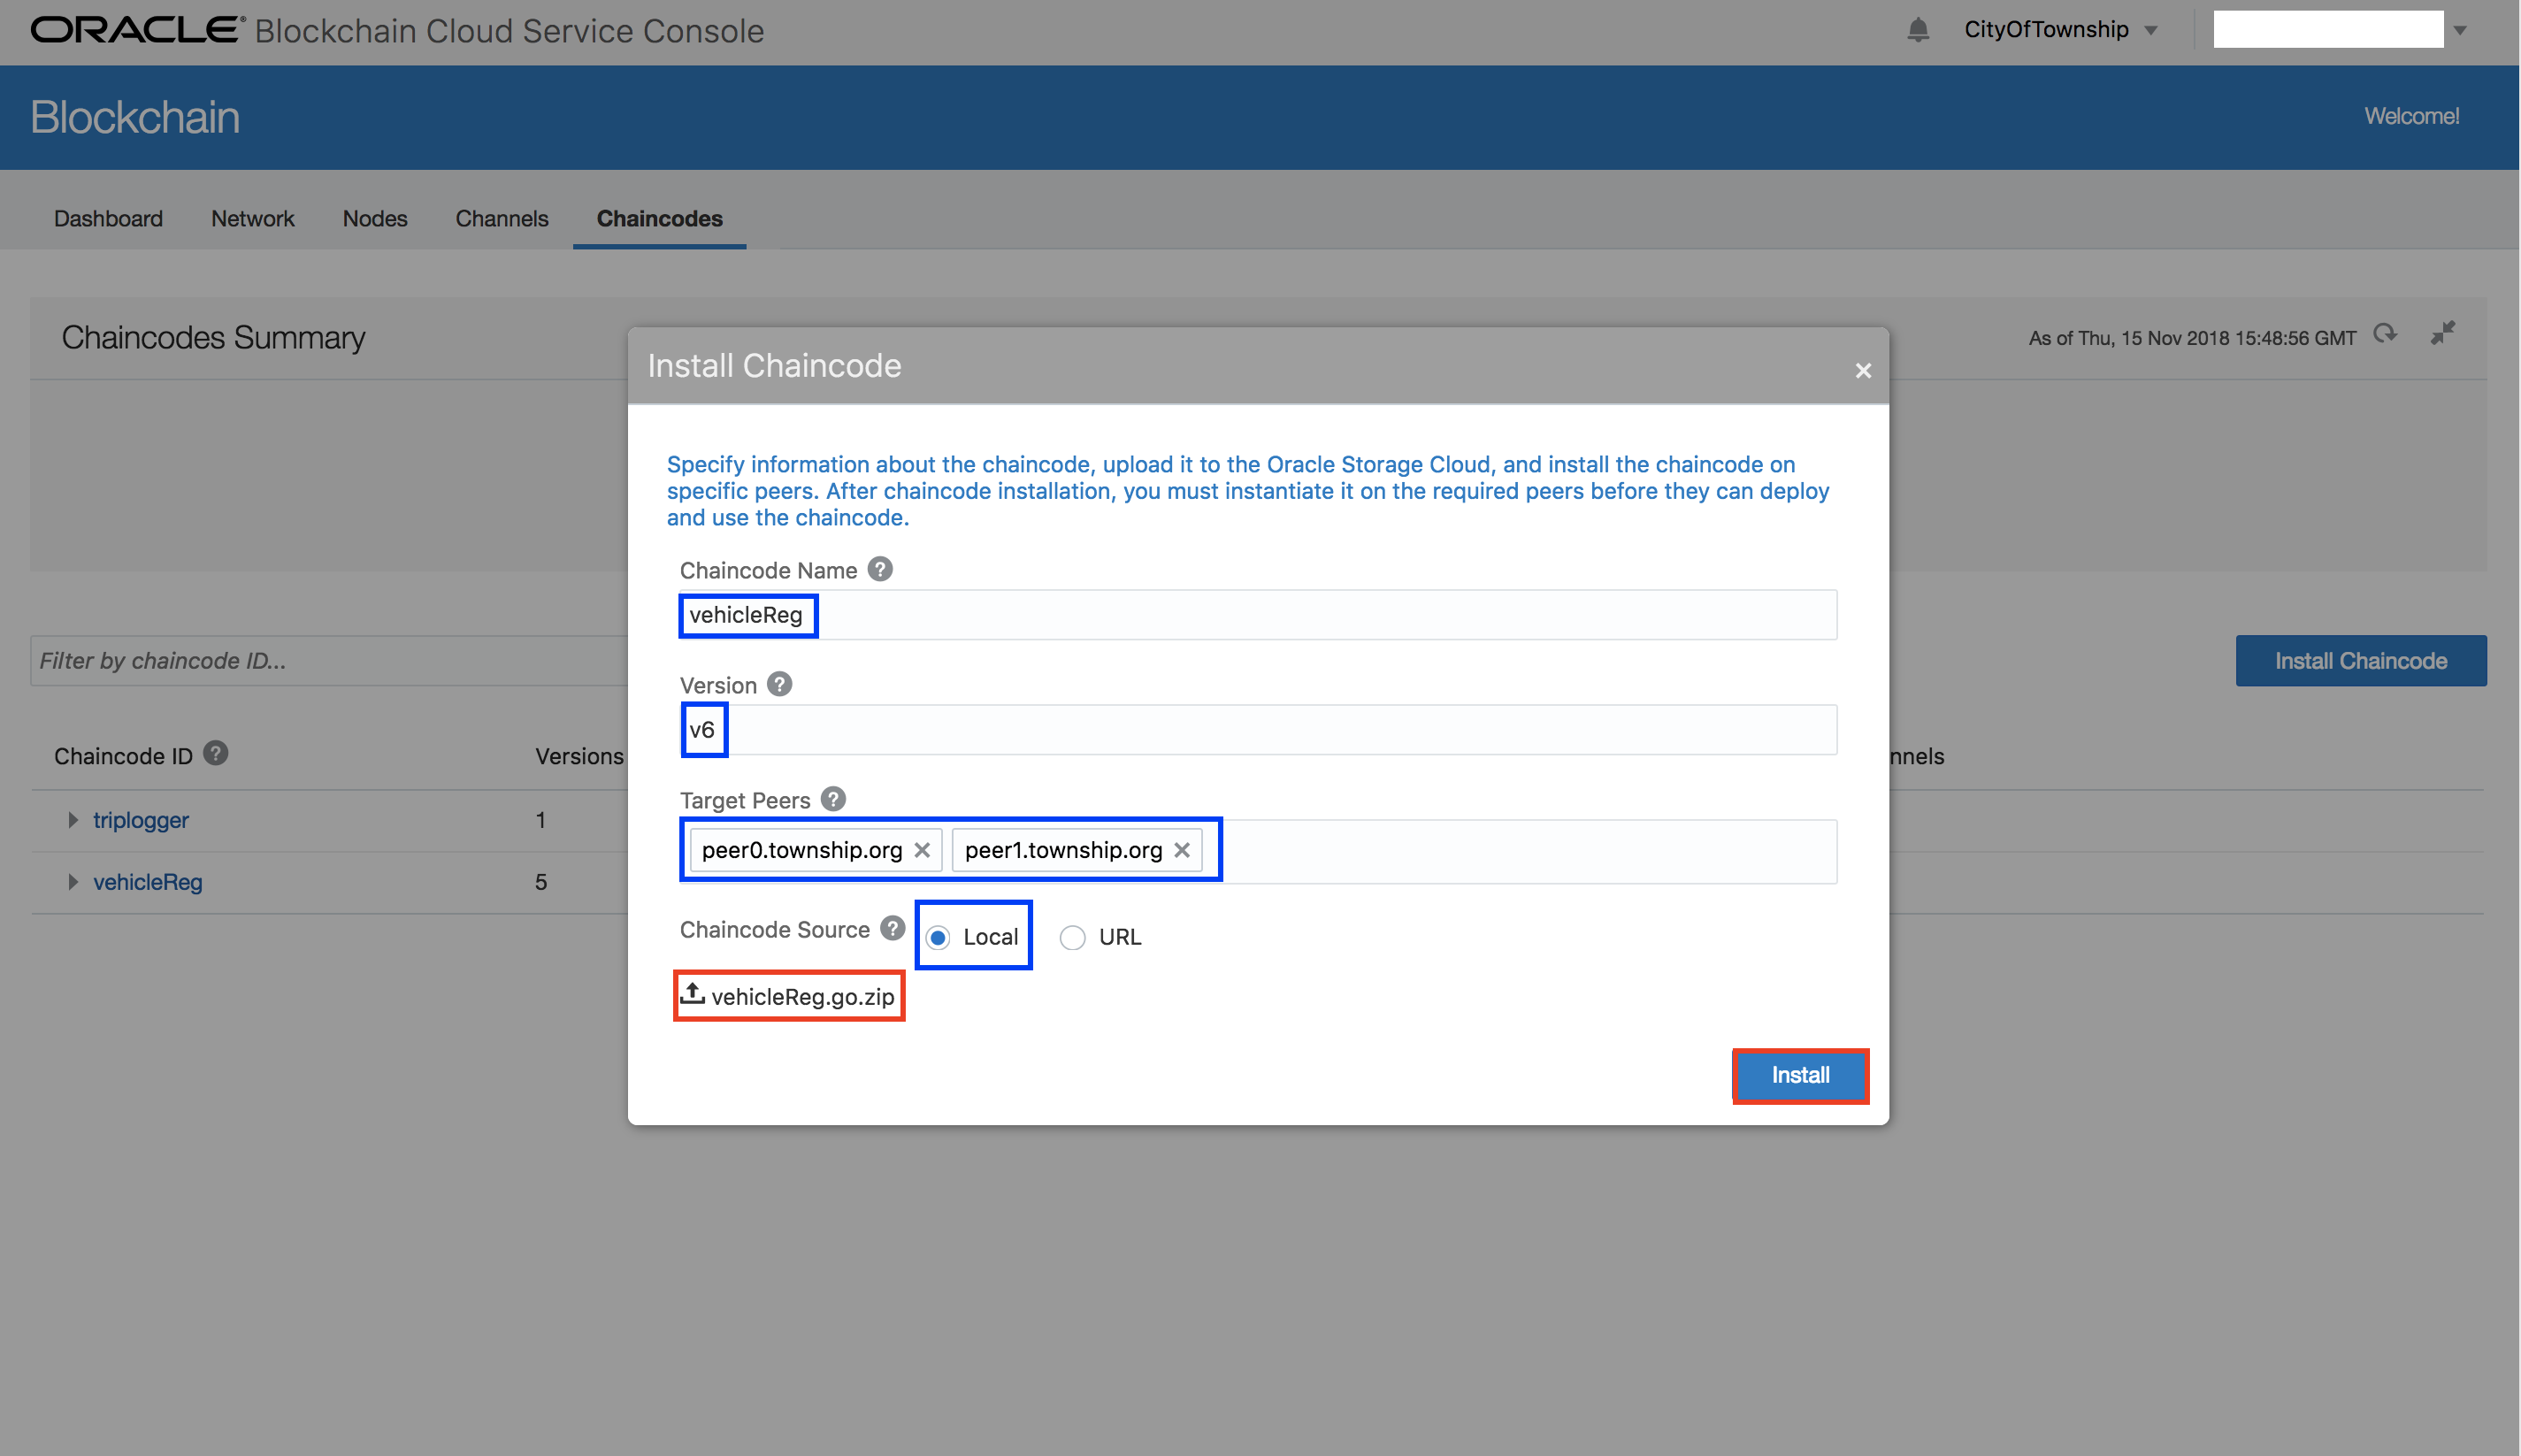 ORACLE® Blockchain Cloud Service Console
CityOfTownship
Blockchain
Welcome!
Dashboard Network Nodes Channels Chaincodes
Chaincodes Summary
As of Thu, 15 Nov 2018 15:48:56 GMT
Install Chaincode
Specify information about the chaincode, upload it to the Oracle Storage Cloud, and install the chaincode on
specific peers. After chaincode installation, you must instantiate it on the required peers before they can deploy
and use the chaincode.
Chaincode Name ?
vehicleReg
Version ?
v6
Target Peers ?
peer0.township.org peer1.township.org
Chaincode Source ? Local URL
vehicleReg.go.zip
Install
Filter by chaincode ID...
Install Chaincode
Chaincode ID ? Versions nnels
triplogger 1
vehicleReg 5